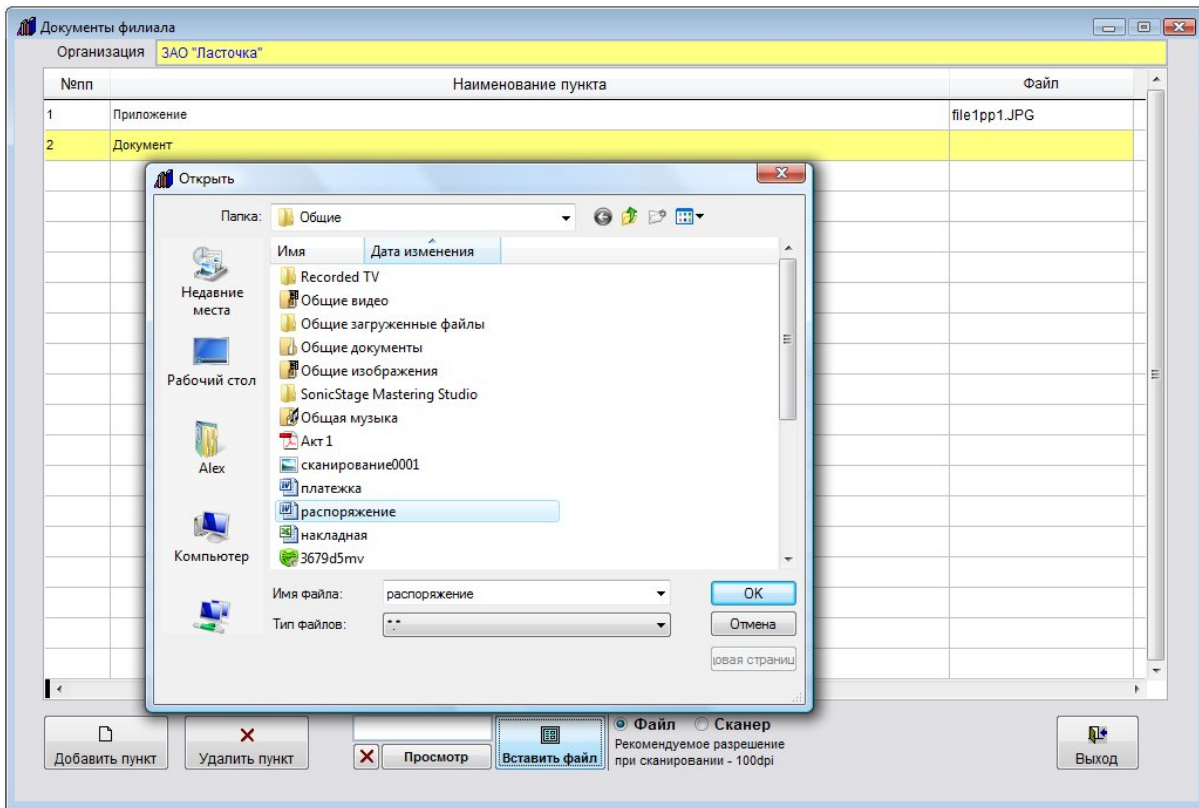 Документы филиала
Организация ЗАО "Ласточка"
№пп Наименование пункта Файл
1 Приложение file1pp1.JPG
2 Документ
Открыть
Папка: Общие
Имя Дата изменения
Recorded TV
Общие видео
Общие загруженные файлы
Общие документы
Общие изображения
SonicStage Mastering Studio
Общая музыка
Акт 1
сканирование0001
платежка
распоряжение
накладная
3679d5mv
Недавние
места
Рабочий стол
Alex
Компьютер
Имя файла: распоряжение OK
Тип файлов: *.* Отмена
овая страниц
Добавить пункт
Удалить пункт
Просмотр
Вставить файл
Файл Сканер
Рекомендуемое разрешение
при сканировании - 100dpi
Выход